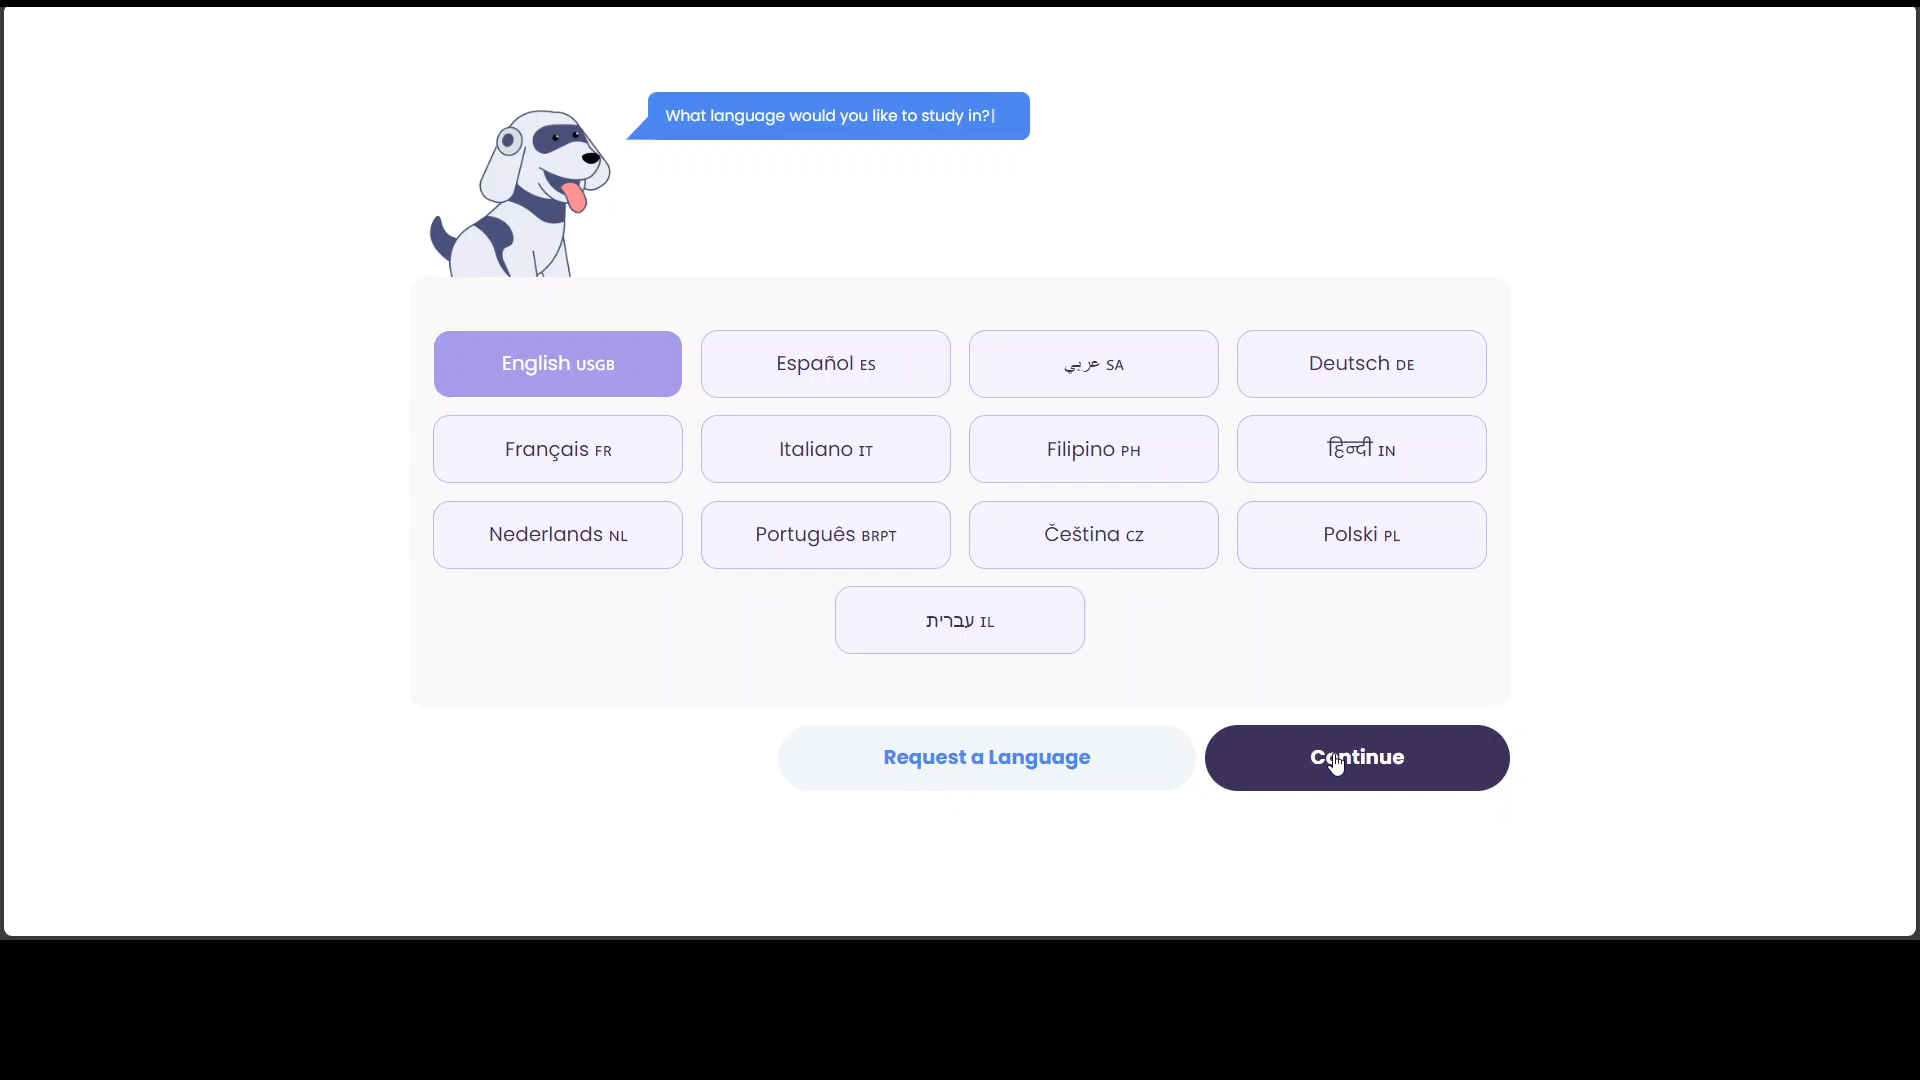 What language would you like to study in?
English USGB
Español ES
عربي SA
Deutsch DE
Français FR
Italiano IT
Filipino PH
हिन्दी IN
Nederlands NL
Português BRPT
Čeština CZ
Polski PL
עברית IL
Request a Language
Continue